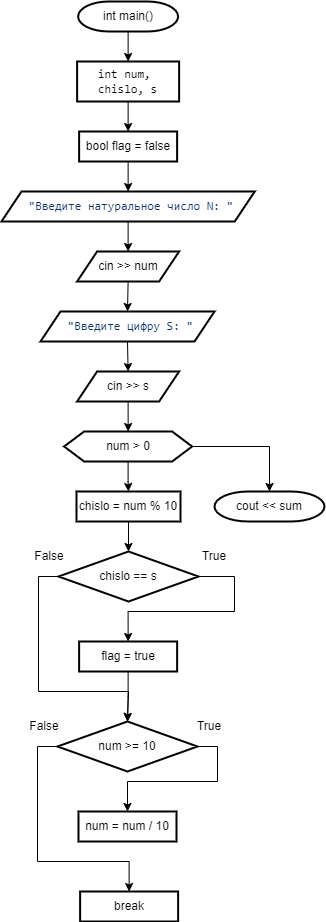 int main()
int num,
chislo, s
bool flag = false
"Введите натуральное число N: "
cin >> num
"Введите цифру S: "
cin >> s
num > 0
chislo = num % 10
cout << sum
False
True
chislo == s
flag = true
False
True
num >= 10
num = num / 10
break